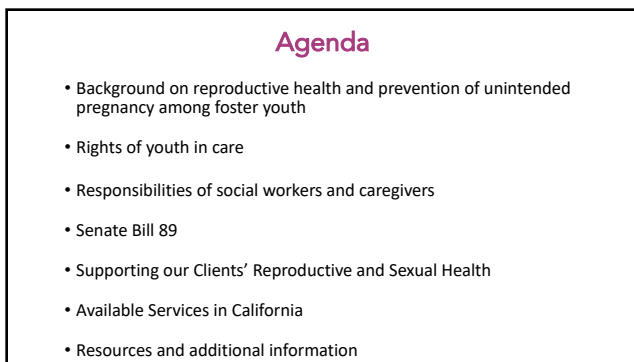 Agenda
• Background on reproductive health and prevention of unintended
pregnancy among foster youth
• Rights of youth in care
• Responsibilities of social workers and caregivers
• Senate Bill 89
• Supporting our Clients' Reproductive and Sexual Health
• Available Services in California
• Resources and additional information